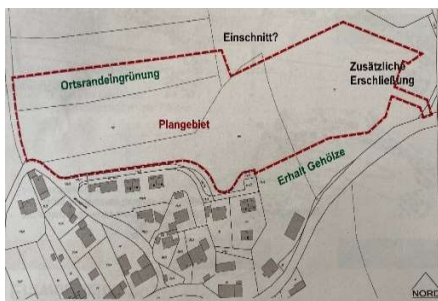 Einschnitt?
Zusätzliche
Erschließung
Ortsrandeingrünung
Plangebiet
Erhalt Gehölze
NORD